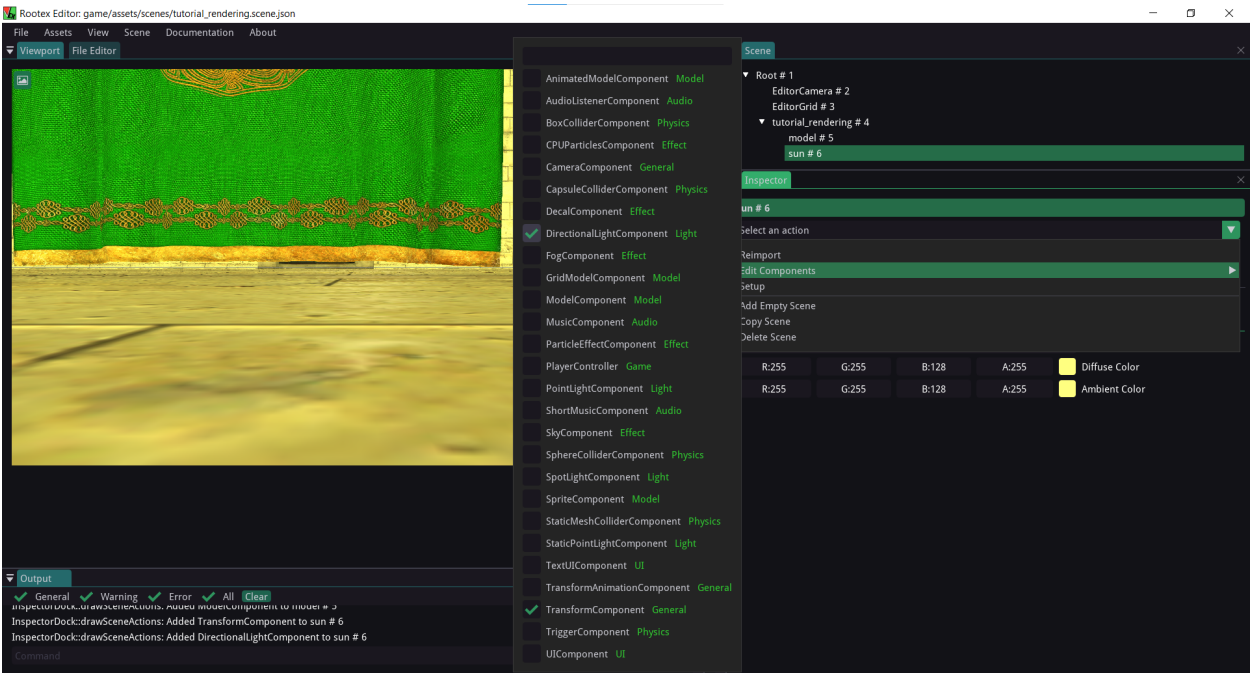 Rootex Editor: game/assets/scenes/tutorial_rendering.scene.json
File Assets View Scene Documentation About
Viewport File Editor
AnimatedModelComponent Model
AudioListenerComponent Audio
BoxColliderComponent Physics
CPUParticlesComponent Effect
CameraComponent General
CapsuleColliderComponent Physics
DecalComponent Effect
DirectionalLightComponent Light
FogComponent Effect
GridModelComponent Model
ModelComponent Model
MusicComponent Audio
ParticleEffectComponent Effect
PlayerController Game
PointLightComponent Light
ShortMusicComponent Audio
SkyComponent Effect
SphereColliderComponent Physics
SpotLightComponent Light
SpriteComponent Model
StaticMeshColliderComponent Physics
StaticPointLightComponent Light
TextUIComponent UI
TransformAnimationComponent General
TransformComponent General
TriggerComponent Physics
UIComponent UI
Scene
Root # 1
EditorCamera # 2
EditorGrid # 3
tutorial_rendering # 4
model # 5
sun # 6
Inspector
un # 6
Select an action
Reimport
Edit Components
Setup
Add Empty Scene
Copy Scene
Delete Scene
R:255 G:255 B:128 A:255 Diffuse Color
R:255 G:255 B:128 A:255 Ambient Color
Output
General Warning Error All Clear
InspectorDock::drawSceneActions: Added ModelComponent to model # 5
InspectorDock::drawSceneActions: Added TransformComponent to sun # 6
InspectorDock::drawSceneActions: Added DirectionalLightComponent to sun # 6
Command